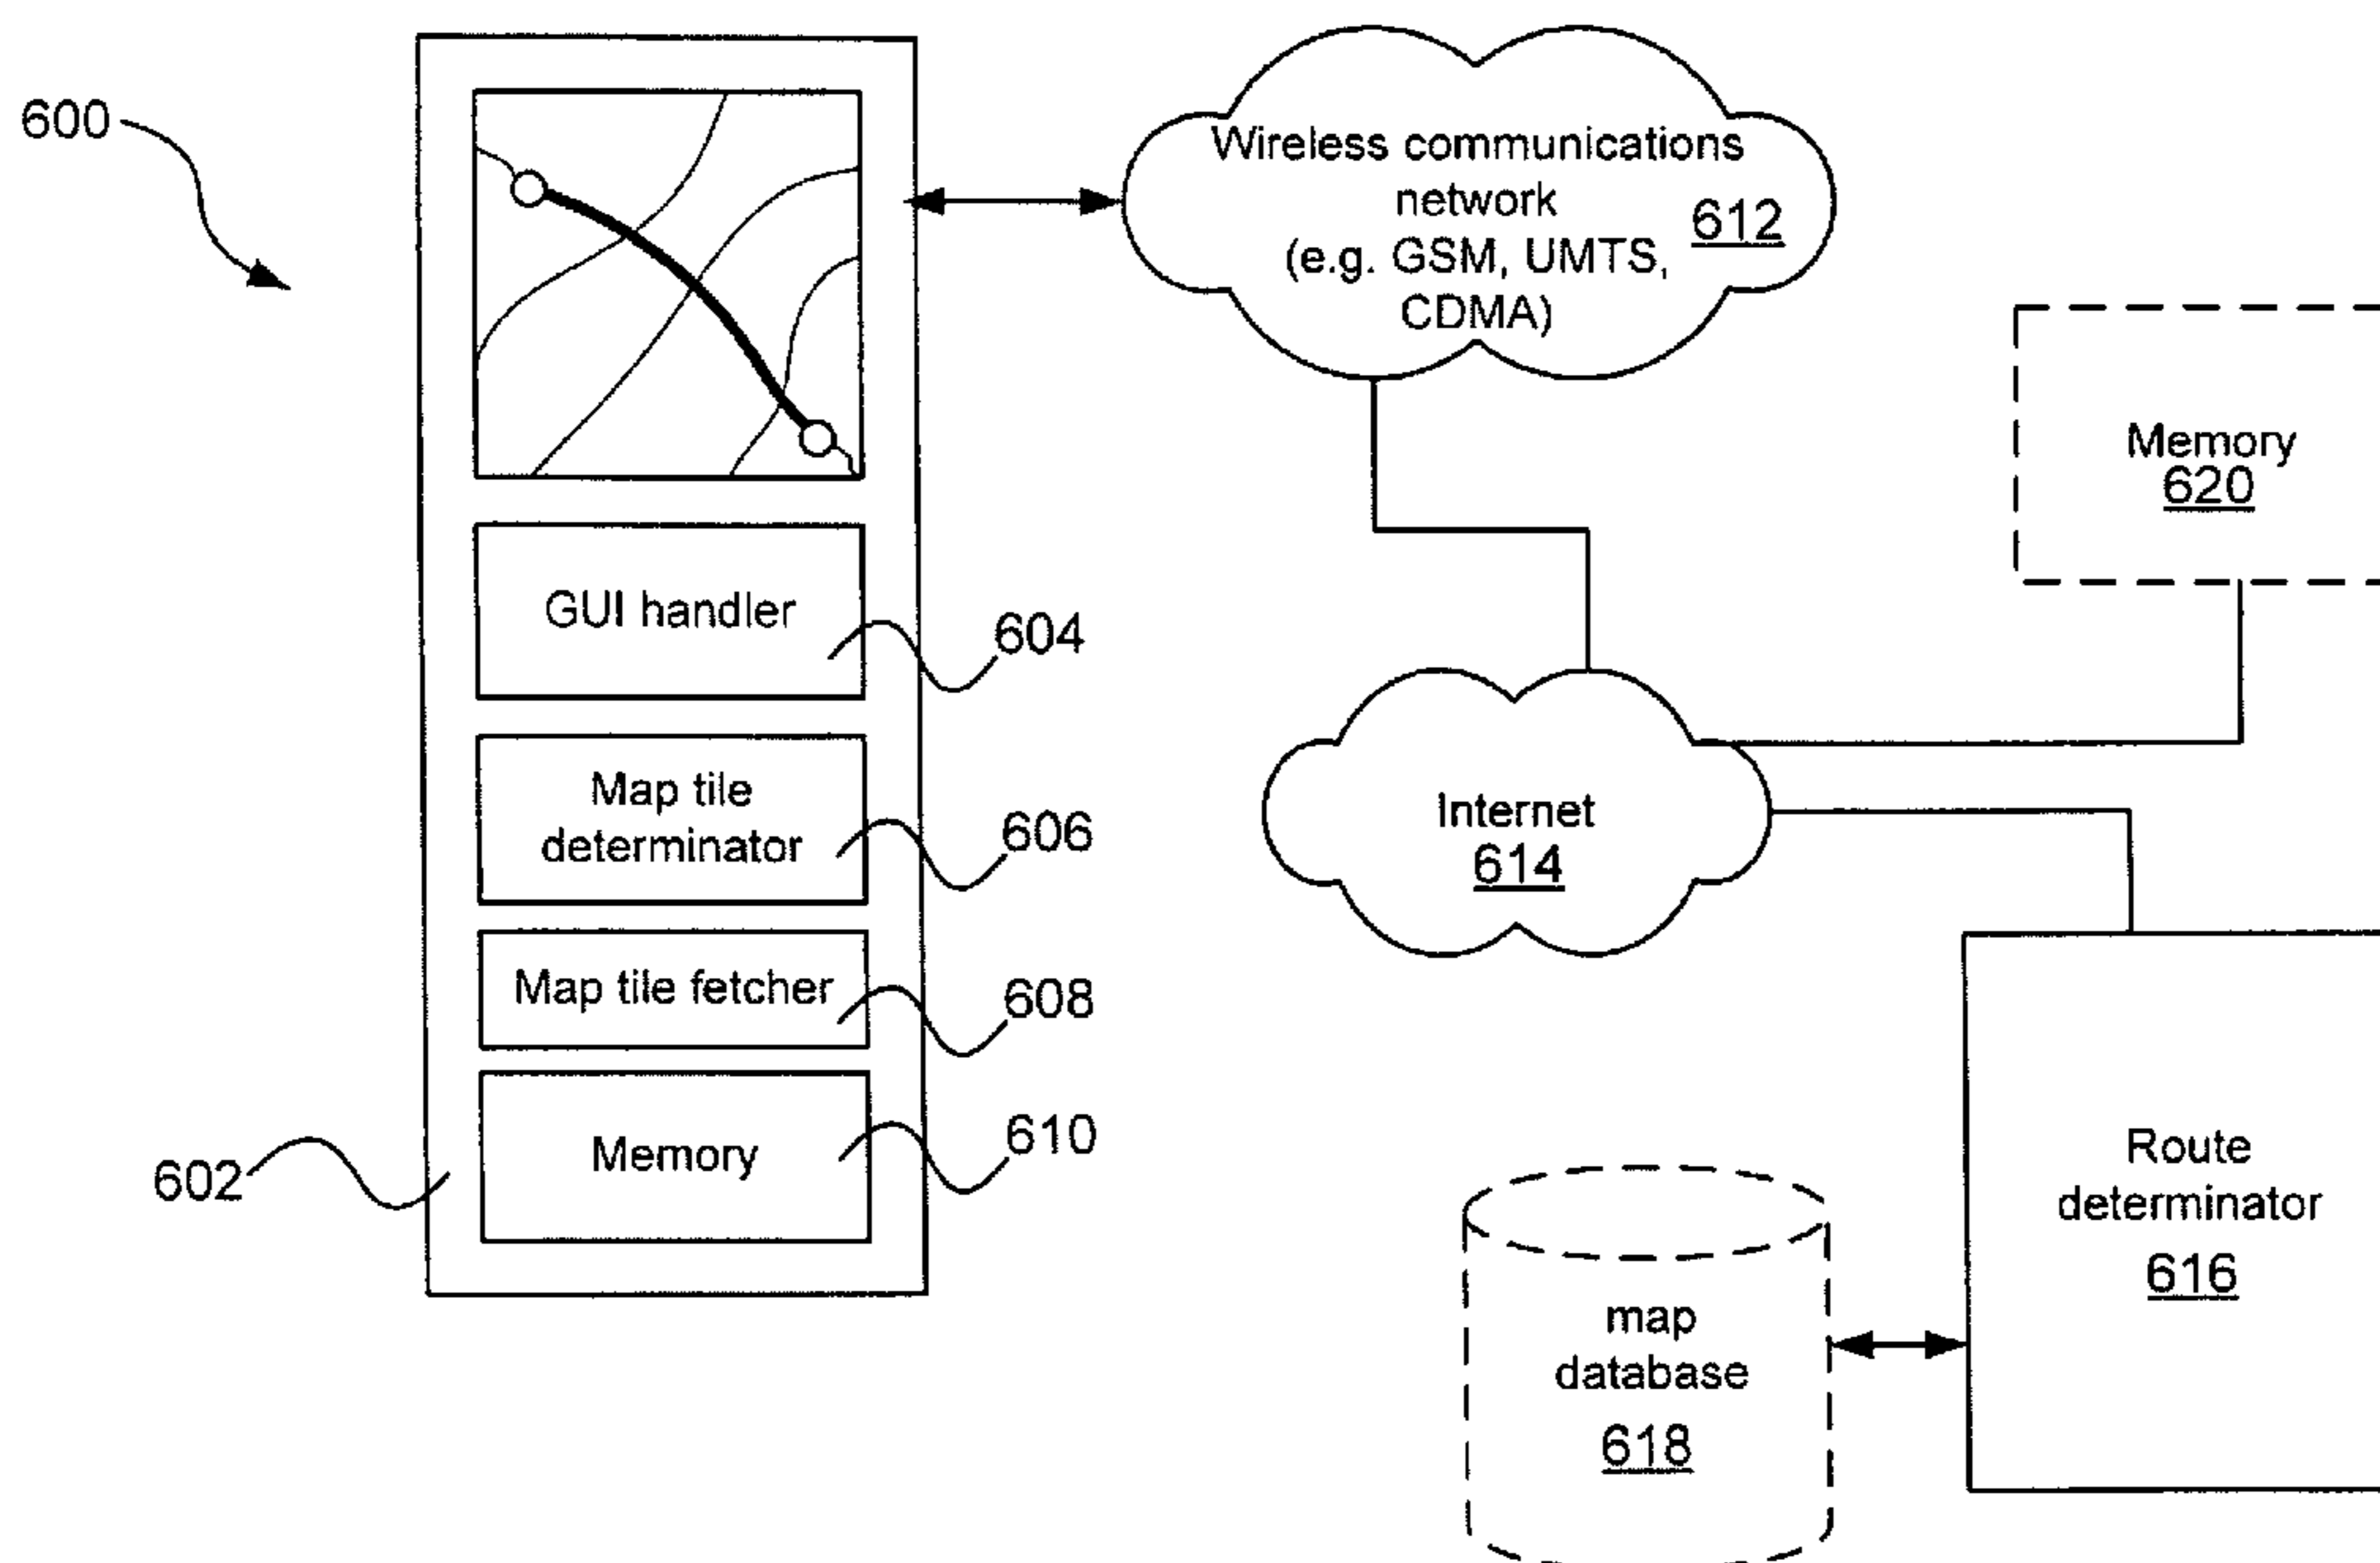 600
Wireless communications
network
612
(e.g. GSM, UMTS,
CDMA)
Memory
620
GUI handler
604
Map tile
determinator
606
Internet
614
Map tile fetcher
608
Memory
610
602
Route
determinator
616
map
database
618